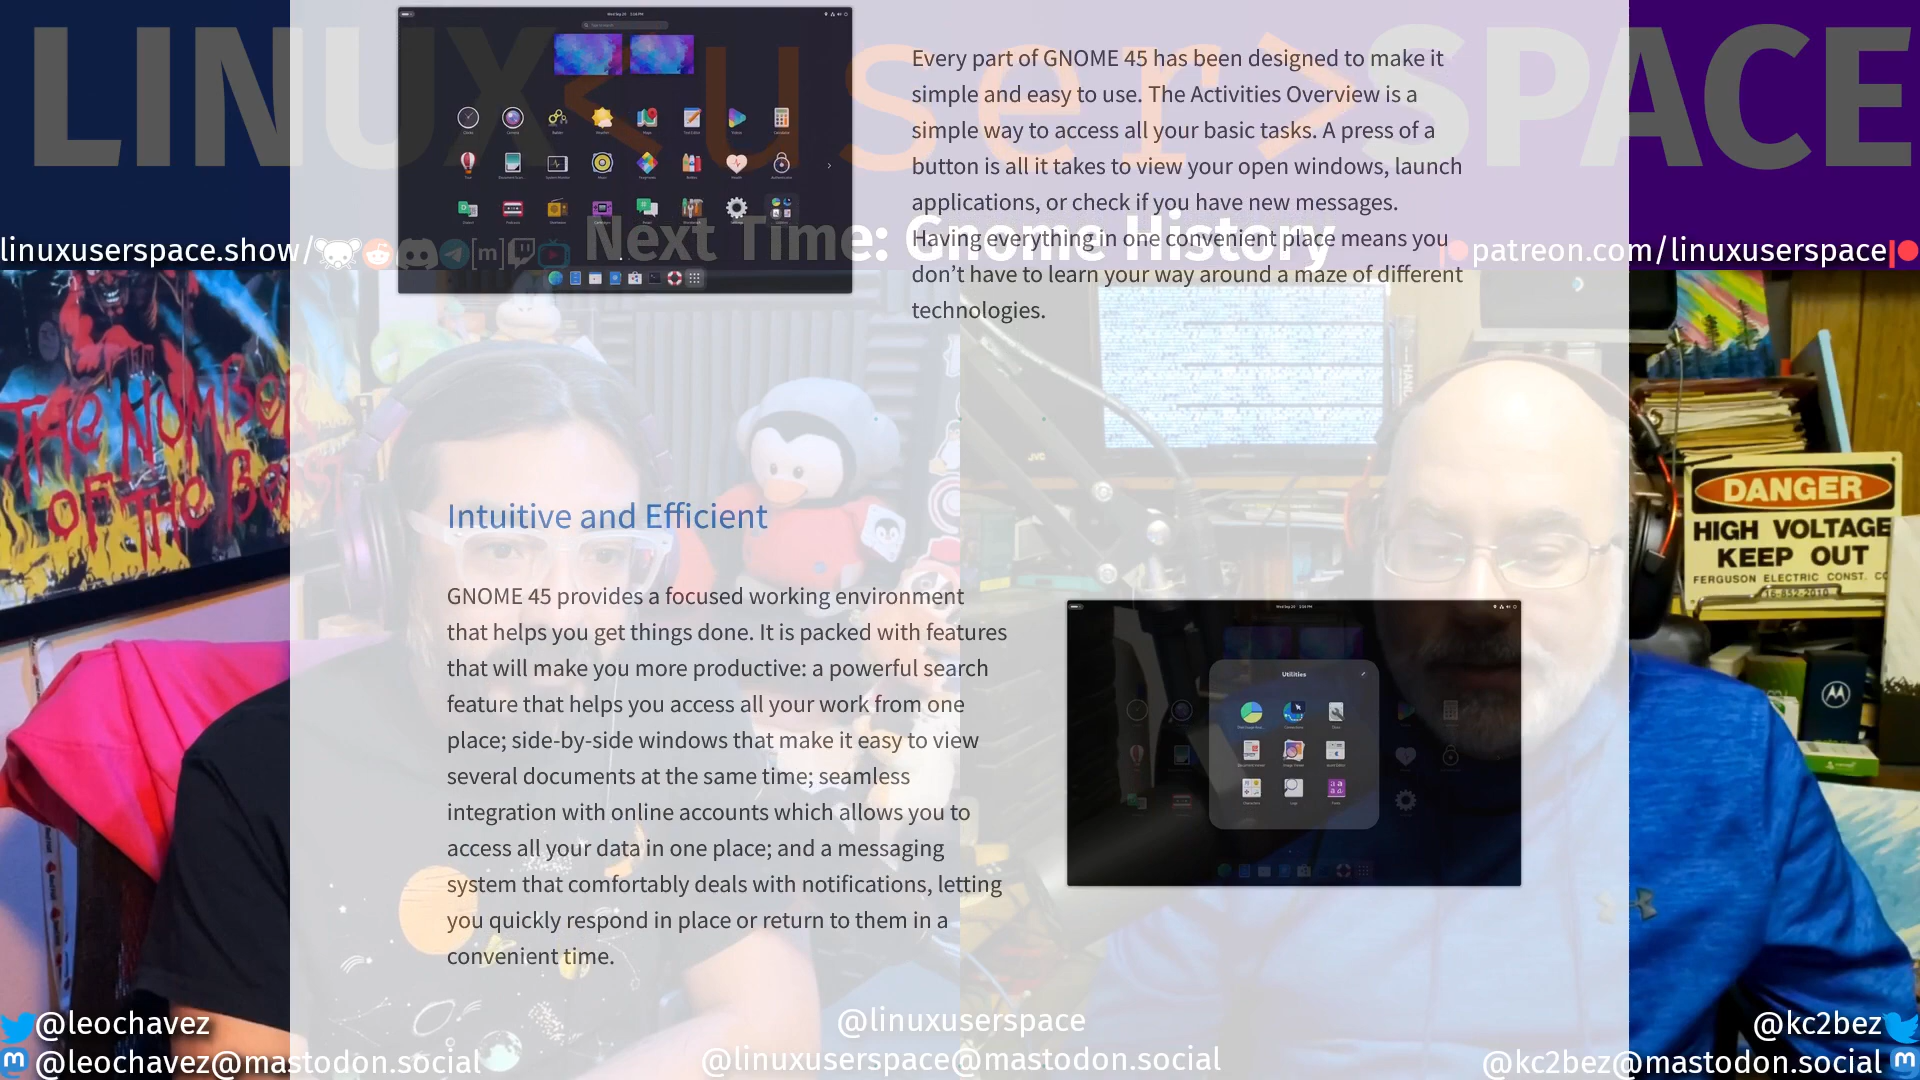 LINUX<user>SPACE
Every part of GNOME 45 has been designed to make it
simple and easy to use. The Activities Overview is a
simple way to access all your basic tasks. A press of a
button is all it takes to view your open windows, launch
applications, or check if you have new messages.
Having everything in one convenient place means you
don’t have to learn your way around a maze of different
technologies.
Next Time: Gnome History
linuxuserspace.show/
[m]
patreon.com/linuxuserspace
THE NUMBER
OF THE BEAST
DANGER
HIGH VOLTAGE
KEEP OUT
FERGUSON ELECTRIC CONST. CO
JVC
Intuitive and Efficient
GNOME 45 provides a focused working environment
that helps you get things done. It is packed with features
that will make you more productive: a powerful search
feature that helps you access all your work from one
place; side-by-side windows that make it easy to view
several documents at the same time; seamless
integration with online accounts which allows you to
access all your data in one place; and a messaging
system that comfortably deals with notifications, letting
you quickly respond in place or return to them in a
convenient time.
Utilities
@leochavez
@leochavez@mastodon.social
@linuxuserspace
@linuxuserspace@mastodon.social
@kc2bez
@kc2bez@mastodon.social